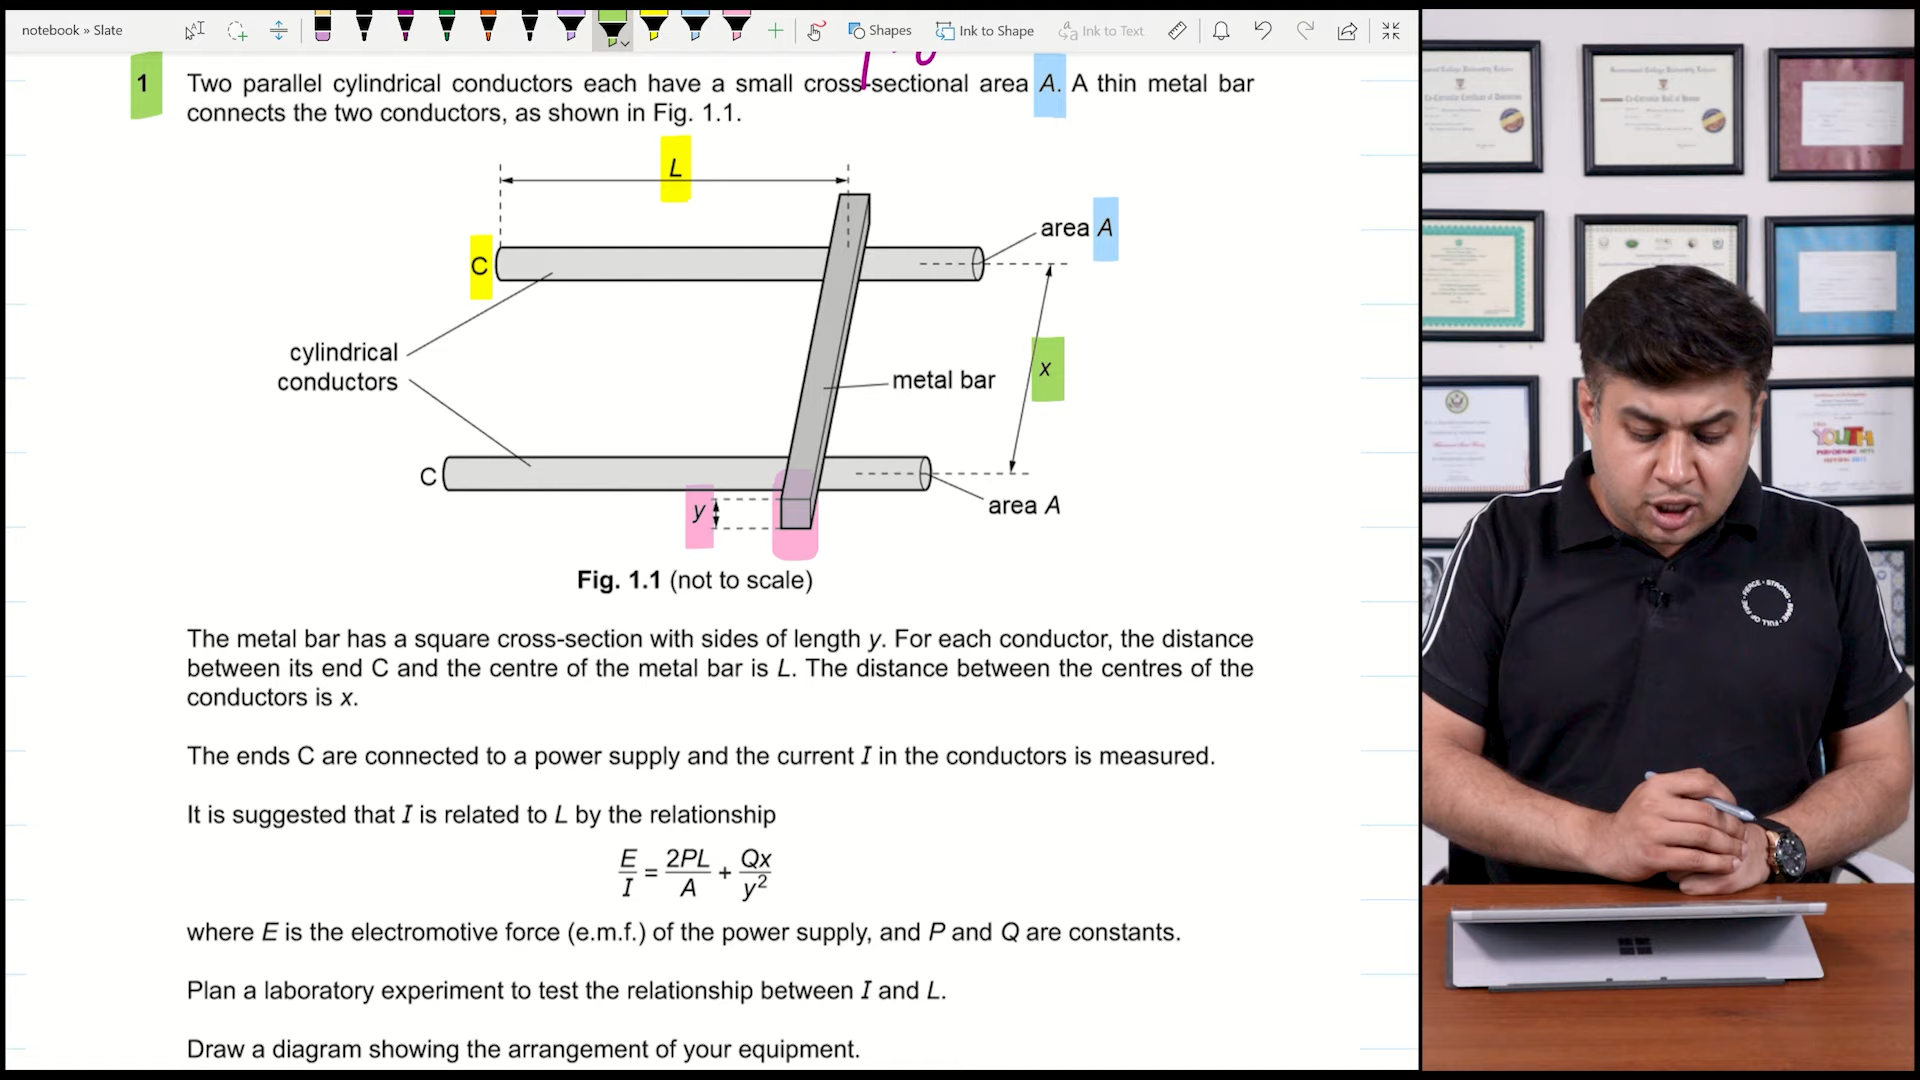 notebook » Slate
Shapes
Ink to Shape
Ink to Text
1 Two parallel cylindrical conductors each have a small cross-sectional area A. A thin metal bar
connects the two conductors, as shown in Fig. 1.1.
L
area A
C
cylindrical
conductors
x
metal bar
C
y
area A
Fig. 1.1 (not to scale)
The metal bar has a square cross-section with sides of length y. For each conductor, the distance
between its end C and the centre of the metal bar is L. The distance between the centres of the
conductors is x.
The ends C are connected to a power supply and the current I in the conductors is measured.
It is suggested that I is related to L by the relationship
E/I = 2PL/A + Qx/y²
where E is the electromotive force (e.m.f.) of the power supply, and P and Q are constants.
Plan a laboratory experiment to test the relationship between I and L.
Draw a diagram showing the arrangement of your equipment.
YOUTH